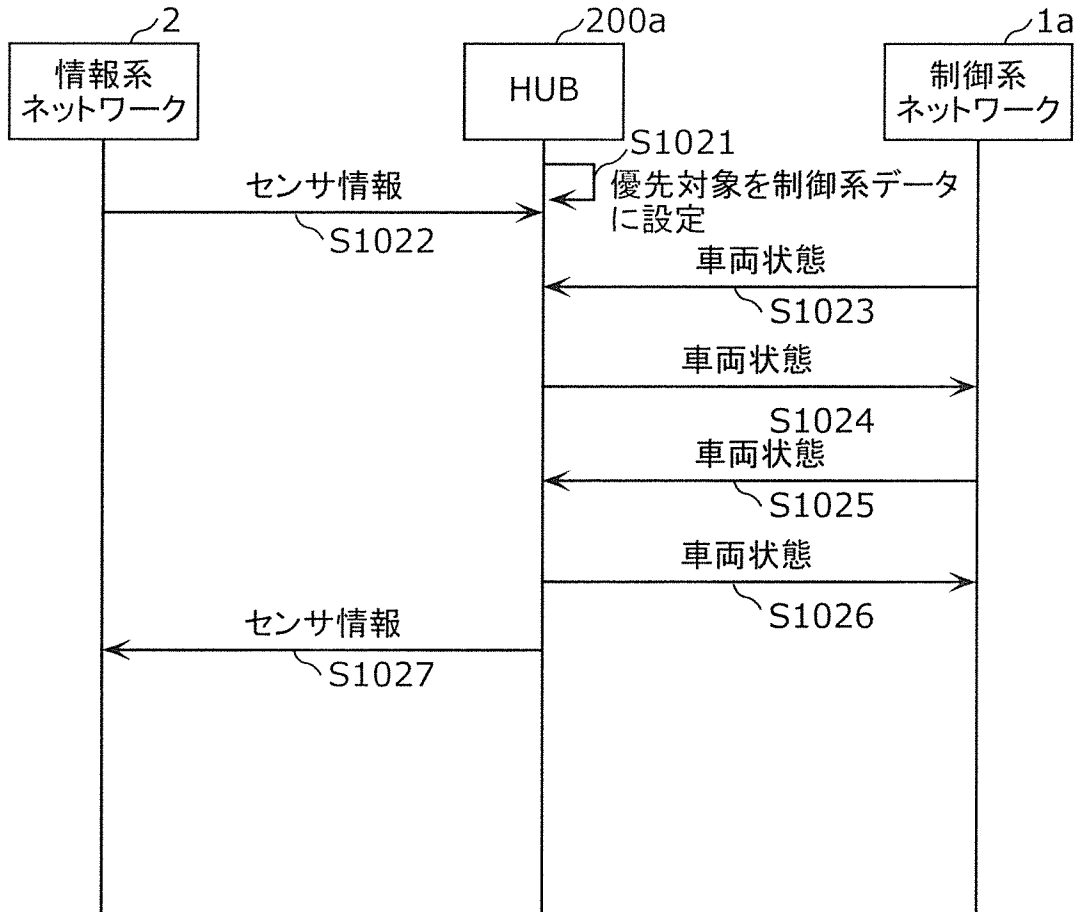 2
200a
1a
情報系
ネットワーク
HUB
制御系
ネットワーク
S1021
優先対象を制御系データ
に設定
センサ情報
S1022
車両状態
S1023
車両状態
S1024
車両状態
S1025
車両状態
S1026
センサ情報
S1027